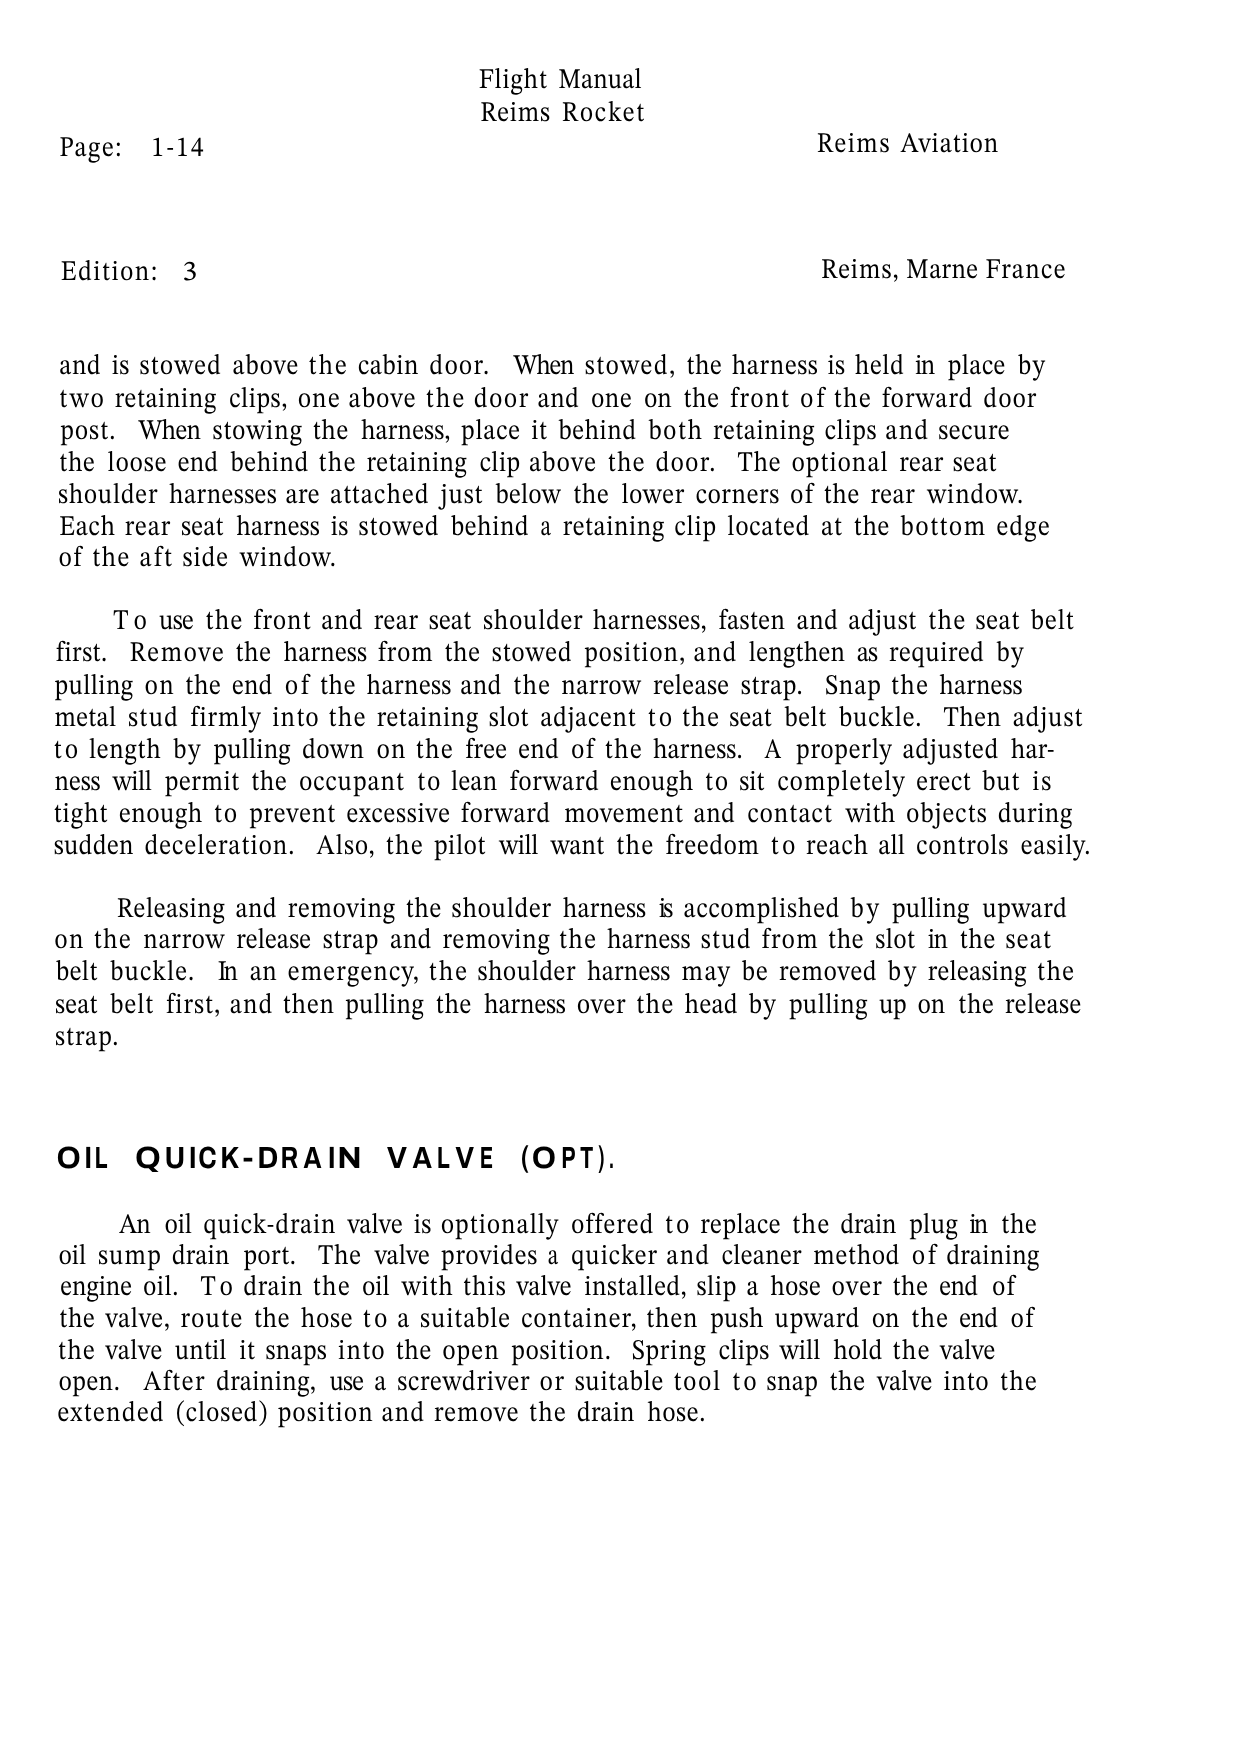 Flight Manual
Reims Rocket
Page: 1-14
Reims Aviation
Edition: 3
Reims, Marne France
and is stowed above the cabin door. When stowed, the harness is held in place by
two retaining clips, one above the door and one on the front of the forward door
post. When stowing the harness, place it behind both retaining clips and secure
the loose end behind the retaining clip above the door. The optional rear seat
shoulder harnesses are attached just below the lower corners of the rear window.
Each rear seat harness is stowed behind a retaining clip located at the bottom edge
of the aft side window.
To use the front and rear seat shoulder harnesses, fasten and adjust the seat belt
first. Remove the harness from the stowed position, and lengthen as required by
pulling on the end of the harness and the narrow release strap. Snap the harness
metal stud firmly into the retaining slot adjacent to the seat belt buckle. Then adjust
to length by pulling down on the free end of the harness. A properly adjusted har-
ness will permit the occupant to lean forward enough to sit completely erect but is
tight enough to prevent excessive forward movement and contact with objects during
sudden deceleration. Also, the pilot will want the freedom to reach all controls easily.
Releasing and removing the shoulder harness is accomplished by pulling upward
on the narrow release strap and removing the harness stud from the slot in the seat
belt buckle. In an emergency, the shoulder harness may be removed by releasing the
seat belt first, and then pulling the harness over the head by pulling up on the release
strap.
OIL QUICK-DRAIN VALVE (OPT).
An oil quick-drain valve is optionally offered to replace the drain plug in the
oil sump drain port. The valve provides a quicker and cleaner method of draining
engine oil. To drain the oil with this valve installed, slip a hose over the end of
the valve, route the hose to a suitable container, then push upward on the end of
the valve until it snaps into the open position. Spring clips will hold the valve
open. After draining, use a screwdriver or suitable tool to snap the valve into the
extended (closed) position and remove the drain hose.